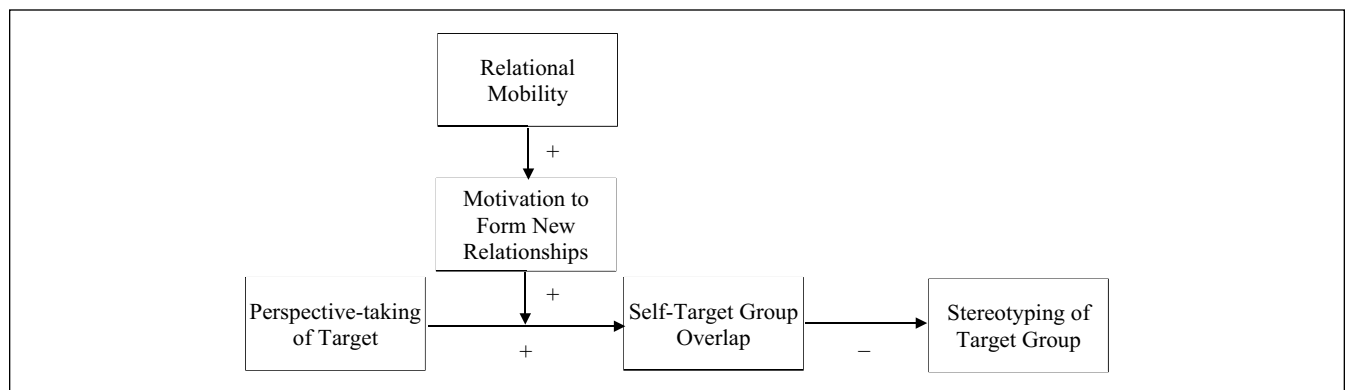 Relational
Mobility
+
Motivation to
Form New
Relationships
+
Perspective-taking
of Target
+
Self-Target Group
Overlap
−
Stereotyping of
Target Group